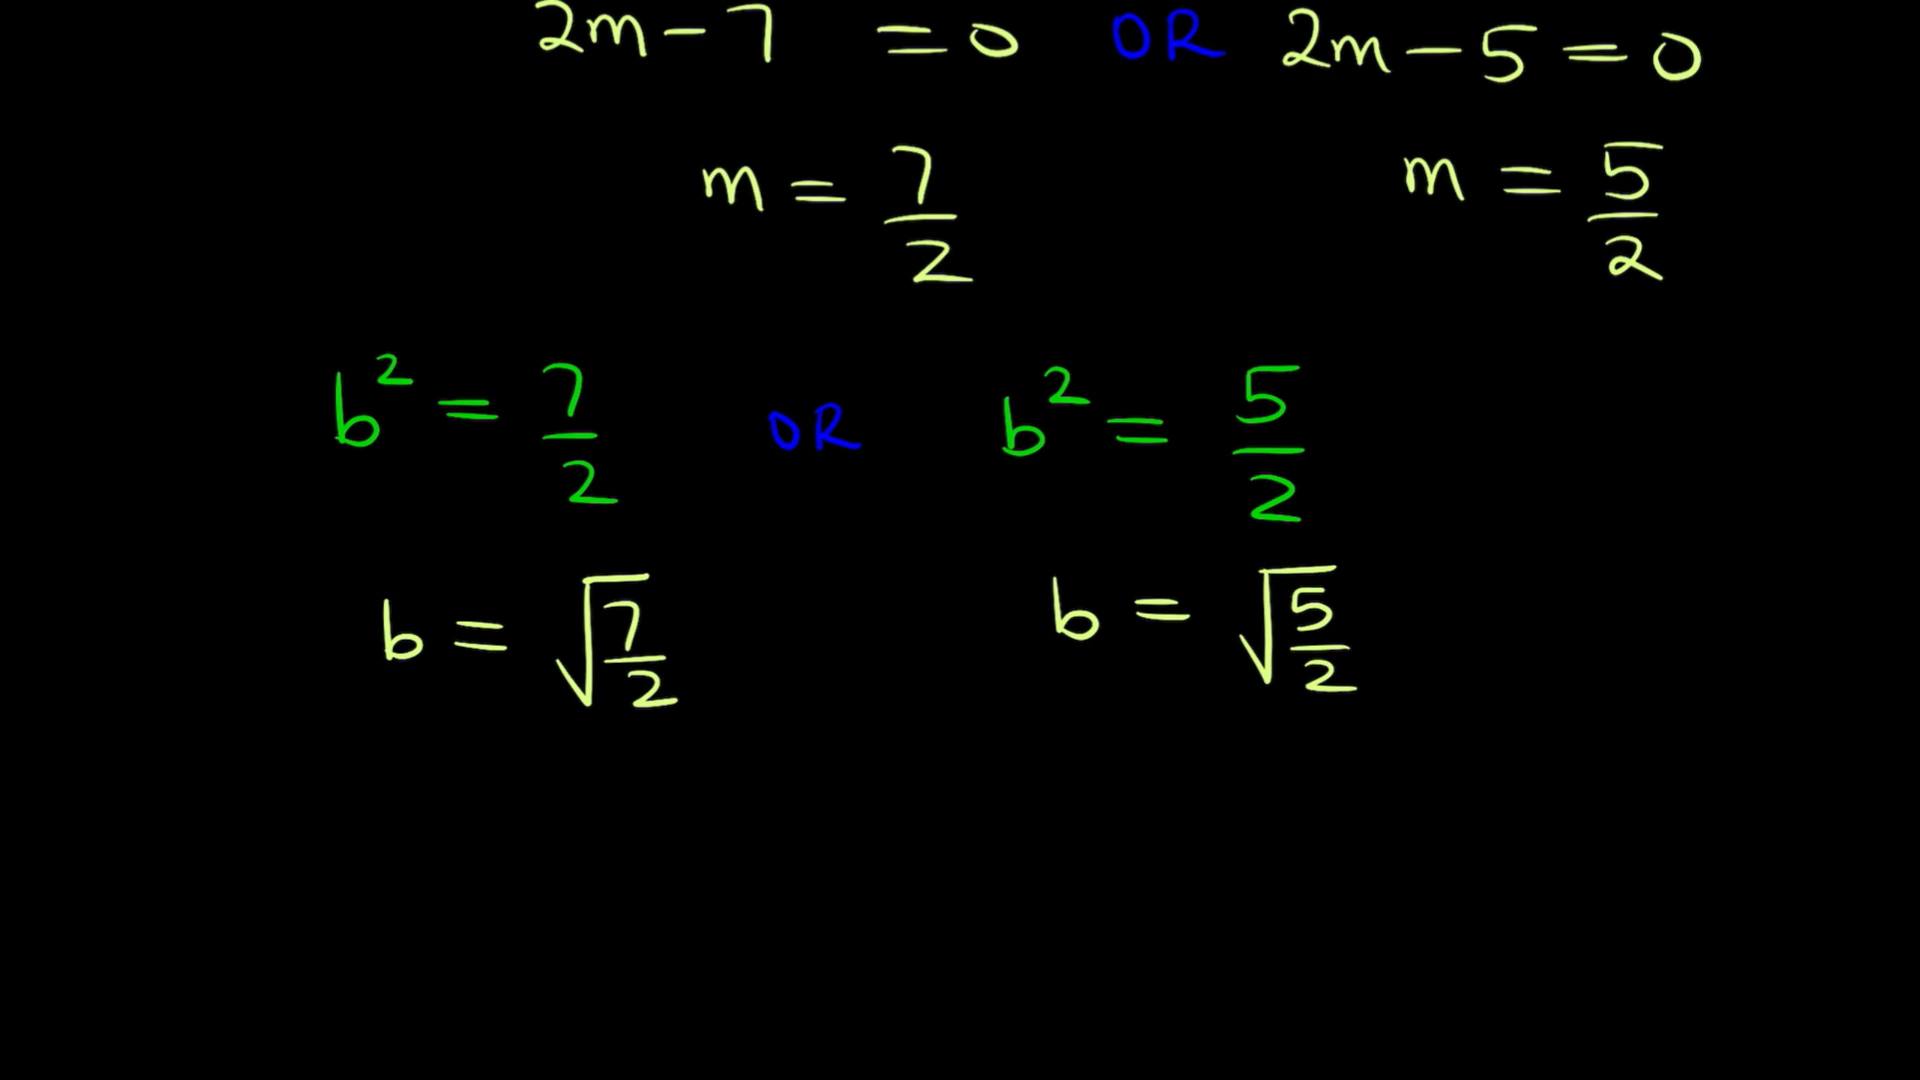 2m - 7 = 0 OR 2m - 5 = 0
m = 7/2 m = 5/2
b² = 7/2 OR b² = 5/2
b = √(7/2) b = √(5/2)